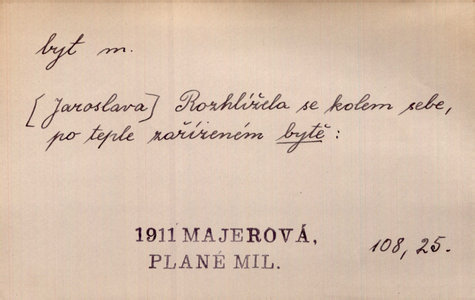 byt m.
[Jaroslava] Rozhlížela se kolem sebe,
po teple zařízeném bytě:
1911 MAJEROVÁ,
PLANÉ MIL.
108, 25.